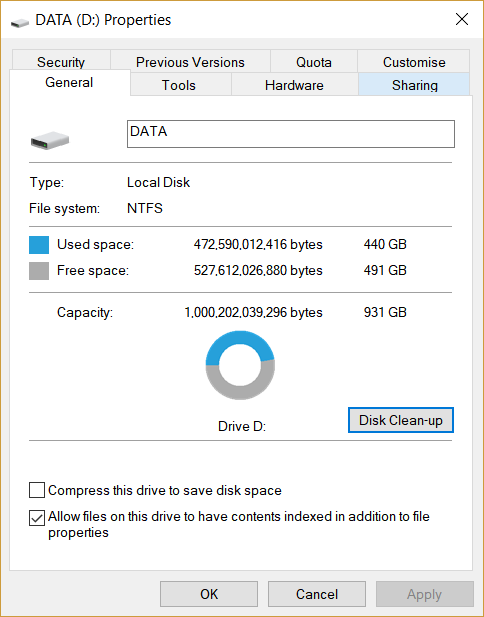 DATA (D:) Properties
Security Previous Versions Quota Customise
General Tools Hardware Sharing
DATA
Type: Local Disk
File system: NTFS
Used space: 472,590,012,416 bytes 440 GB
Free space: 527,612,026,880 bytes 491 GB
Capacity: 1,000,202,039,296 bytes 931 GB
Drive D:
Disk Clean-up
Compress this drive to save disk space
Allow files on this drive to have contents indexed in addition to file
properties
OK Cancel Apply